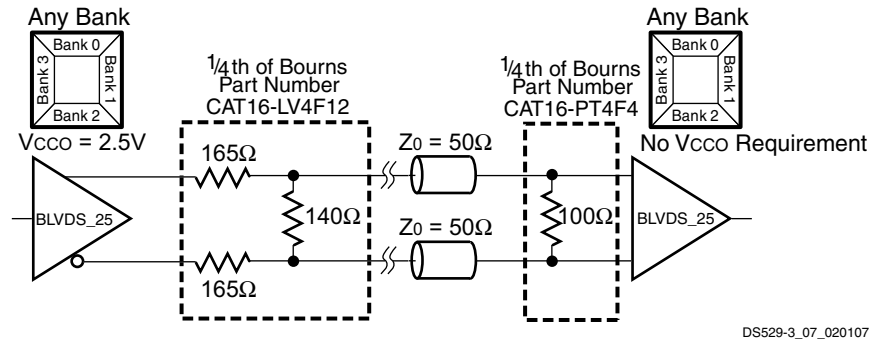 Any Bank
Bank 0
Bank 3
Bank 1
Bank 2
VCCO = 2.5V
1/4th of Bourns
Part Number
CAT16-LV4F12
1/4th of Bourns
Part Number
CAT16-PT4F4
Any Bank
Bank 0
Bank 3
Bank 1
Bank 2
No VCCO Requirement
165Ω
Z0 = 50Ω
BLVDS_25
140Ω
Z0 = 50Ω
100Ω
BLVDS_25
165Ω
DS529-3_07_020107